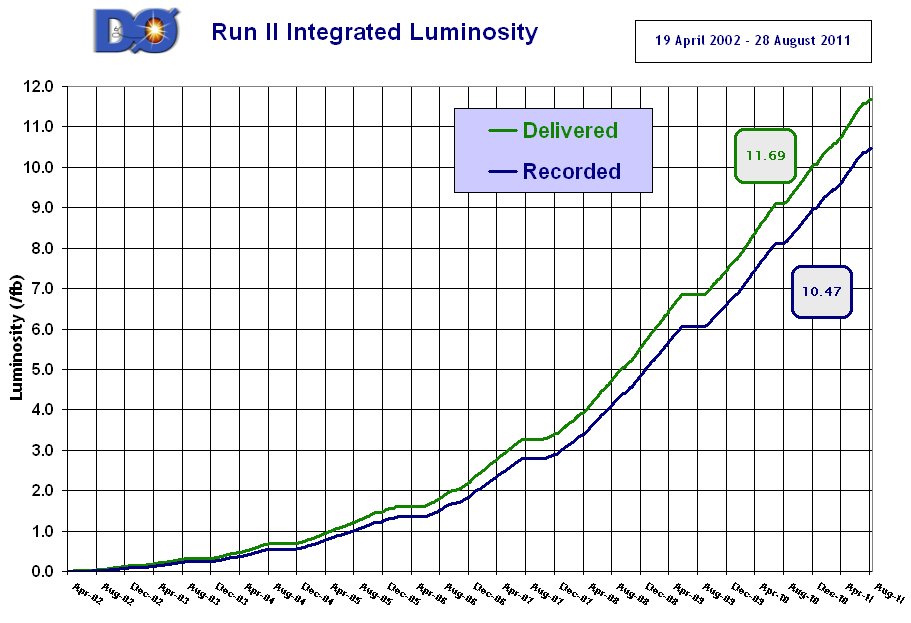 DØ
Run II Integrated Luminosity
19 April 2002 - 28 August 2011
12.0
11.0
10.0
9.0
8.0
7.0
6.0
5.0
4.0
3.0
2.0
1.0
0.0
Luminosity (/fb)
Delivered
Recorded
11.69
10.47
Apr-02
Aug-02
Dec-02
Apr-03
Aug-03
Dec-03
Apr-04
Aug-04
Dec-04
Apr-05
Aug-05
Dec-05
Apr-06
Aug-06
Dec-06
Apr-07
Aug-07
Dec-07
Apr-08
Aug-08
Dec-08
Apr-09
Aug-09
Dec-09
Apr-10
Aug-10
Dec-10
Apr-11
Aug-11